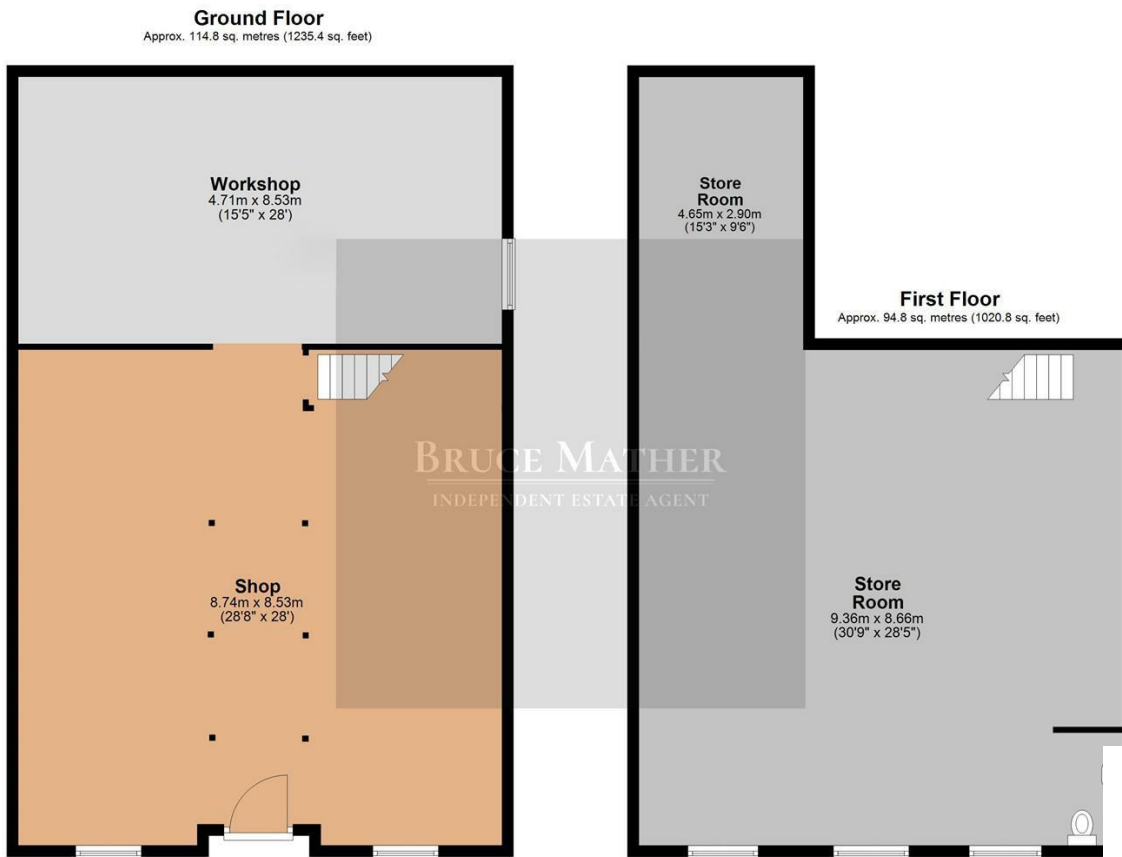 Ground Floor
Approx. 114.8 sq. metres (1235.4 sq. feet)
Workshop
4.71m x 8.53m
(15'5" x 28')
Store
Room
4.65m x 2.90m
(15'3" x 9'6")
First Floor
Approx. 94.8 sq. metres (1020.8 sq. feet)
BRUCE MATHER
INDEPENDENT ESTATE AGENT
Shop
8.74m x 8.53m
(28'8" x 28')
Store
Room
9.36m x 8.66m
(30'9" x 28'5")